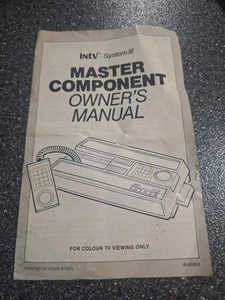 intv System III
MASTER
COMPONENT
OWNER'S
MANUAL
FOR COLOUR TV VIEWING ONLY
PRINTED IN HONG KONG